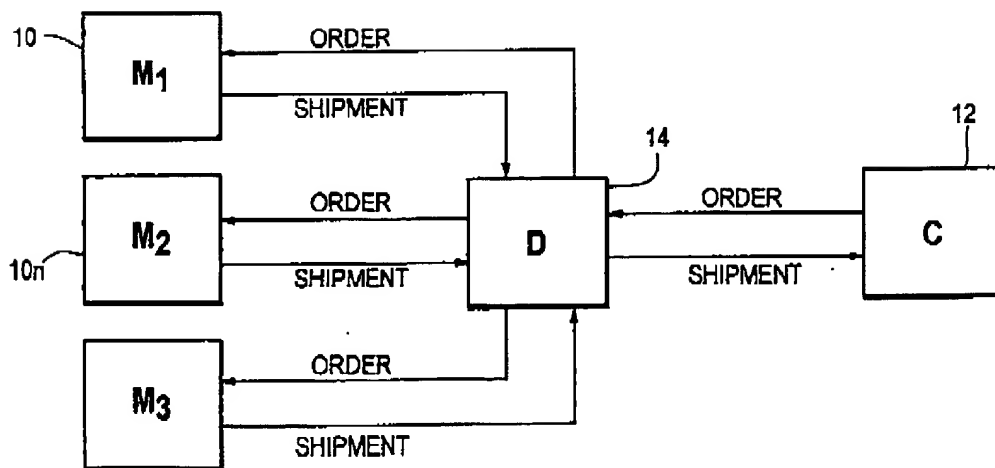 10
M1
ORDER
SHIPMENT
14
12
10n
M2
ORDER
SHIPMENT
D
ORDER
SHIPMENT
C
M3
ORDER
SHIPMENT